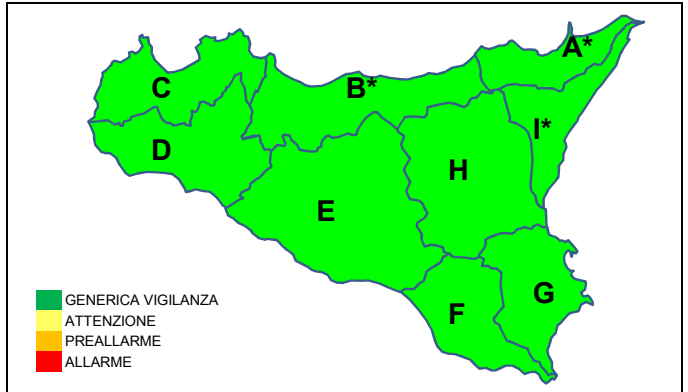 A*
C
B*
I*
D
H
E
G
F
GENERICA VIGILANZA
ATTENZIONE
PREALLARME
ALLARME